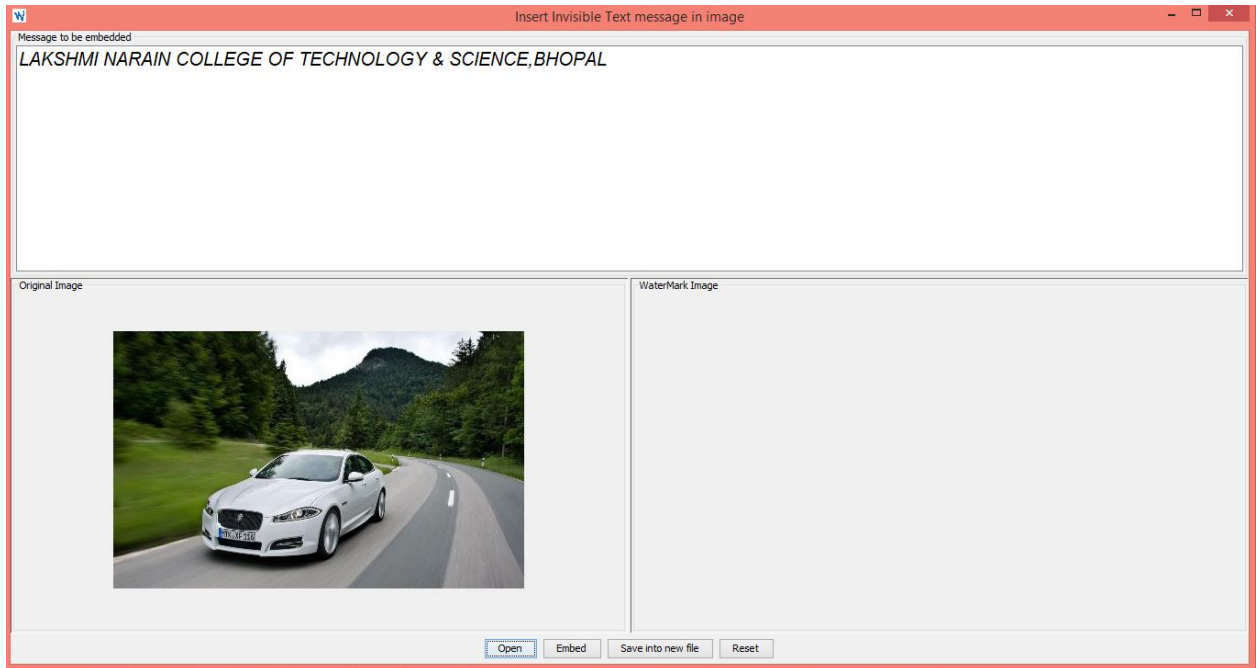 Insert Invisible Text message in image
Message to be embedded
LAKSHMI NARAIN COLLEGE OF TECHNOLOGY & SCIENCE,BHOPAL
Original Image
WaterMark Image
Open Embed Save into new file Reset